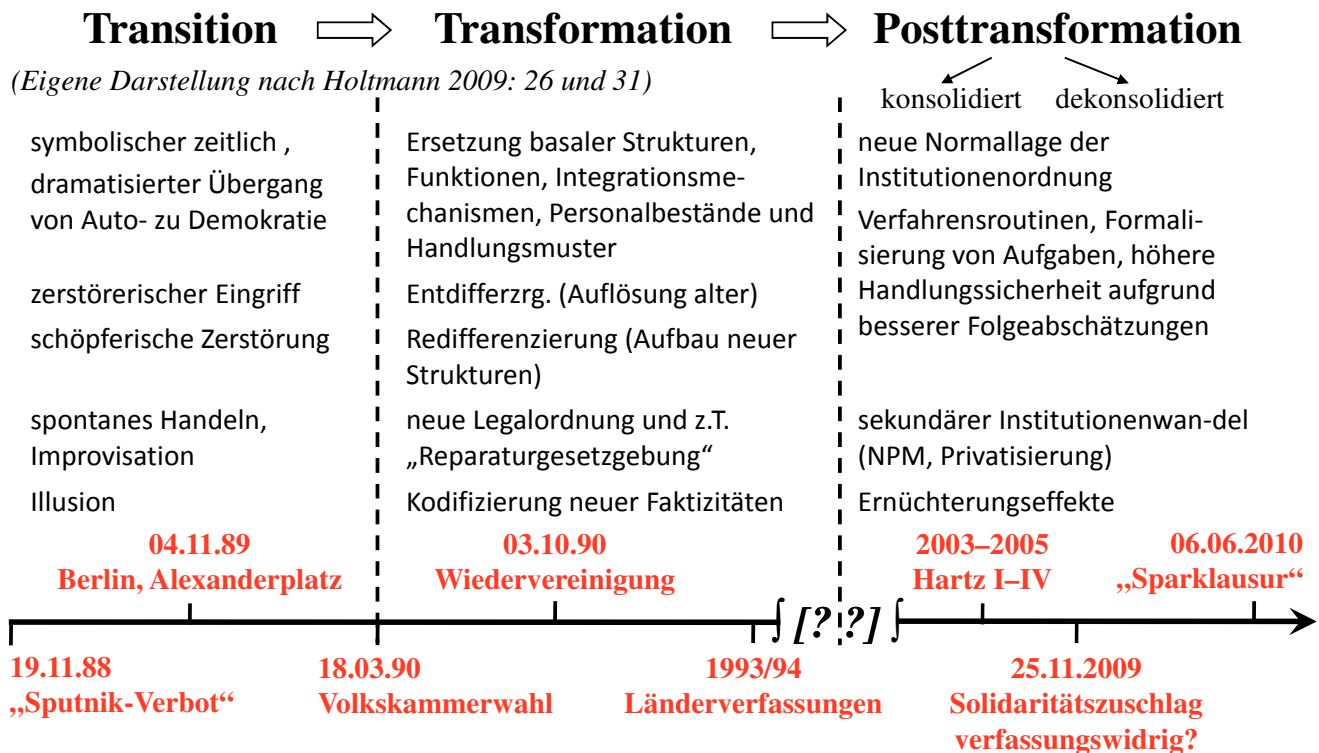 Transition Transformation Posttransformation
(Eigene Darstellung nach Holtmann 2009: 26 und 31)
konsolidiert dekonsolidiert
symbolischer zeitlich ,
dramatisierter Übergang
von Auto- zu Demokratie
zerstörerischer Eingriff
schöpferische Zerstörung
spontanes Handeln,
Improvisation
Illusion
Ersetzung basaler Strukturen,
Funktionen, Integrationsme-
chanismen, Personalbestände und
Handlungsmuster
Entdifferzrg. (Auflösung alter)
Redifferenzierung (Aufbau neuer
Strukturen)
neue Legalordnung und z.T.
„Reparaturgesetzgebung“
Kodifizierung neuer Faktizitäten
neue Normallage der
Institutionenordnung
Verfahrensroutinen, Formali-
sierung von Aufgaben, höhere
Handlungssicherheit aufgrund
besserer Folgeabschätzungen
sekundärer Institutionenwan-del
(NPM, Privatisierung)
Ernüchterungseffekte
04.11.89
Berlin, Alexanderplatz
03.10.90
Wiedervereinigung
2003–2005
Hartz I–IV
06.06.2010
„Sparklausur“
∫ [? ?] ∫
19.11.88
„Sputnik-Verbot“
18.03.90
Volkskammerwahl
1993/94
Länderverfassungen
25.11.2009
Solidaritätszuschlag
verfassungswidrig?